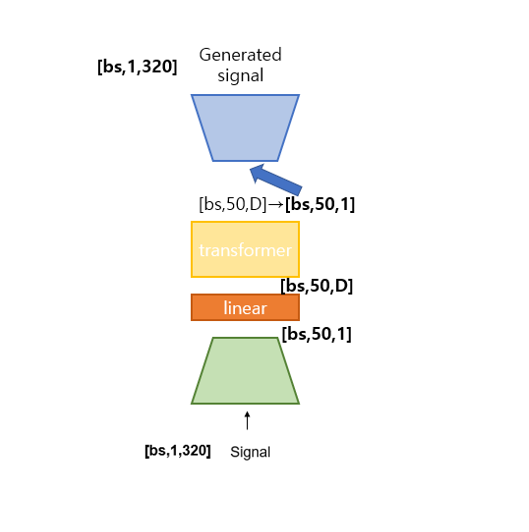 [bs,1,320]
Generated
signal
[bs,50,D]→[bs,50,1]
transformer
[bs,50,D]
linear
[bs,50,1]
[bs,1,320]
Signal